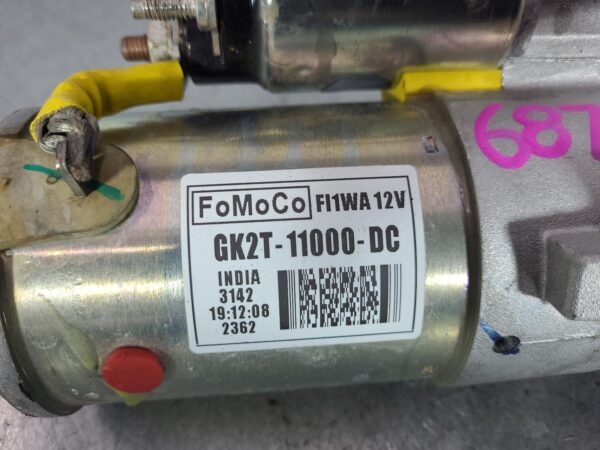 FoMoCo FI1WA 12V
GK2T-11000-DC
INDIA
3142
19:12:08
2362
687